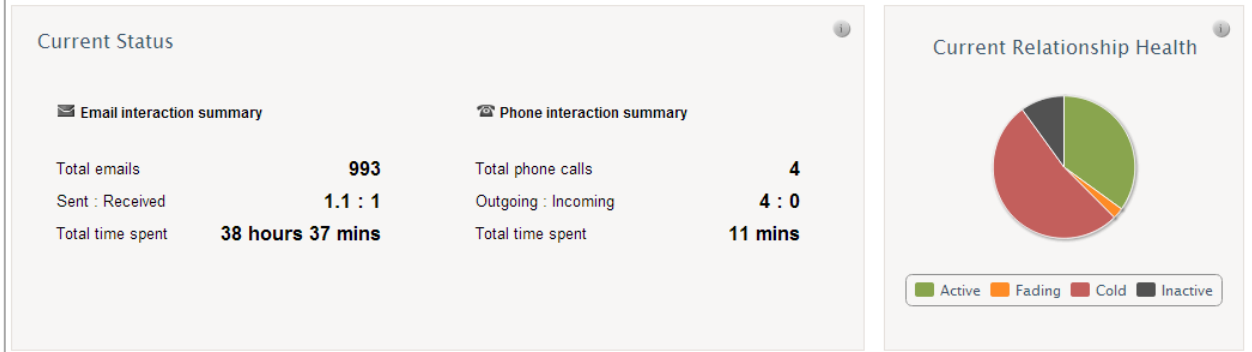 Current Status
Email interaction summary
Total emails 993
Sent : Received 1.1 : 1
Total time spent 38 hours 37 mins
Phone interaction summary
Total phone calls 4
Outgoing : Incoming 4 : 0
Total time spent 11 mins
Current Relationship Health
Active Fading Cold Inactive